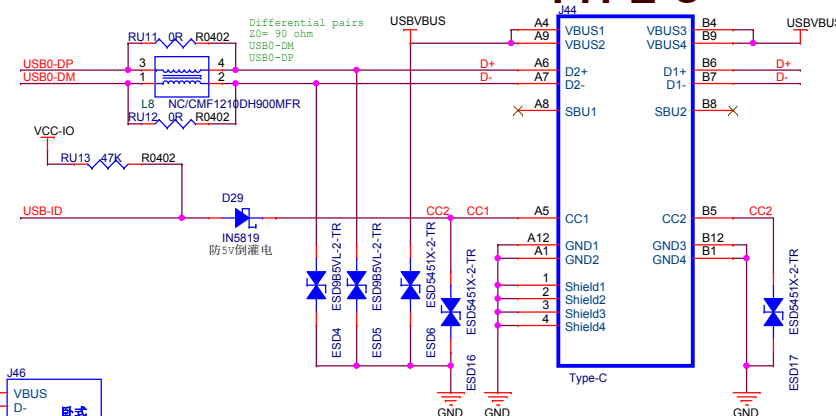 J44
Differential pairs
Z0= 90 ohm
USB0-DM
USB0-DP
USBVBUS
USBVBUS
RU11 0R R0402
A4 VBUS1 VBUS3 B4
A9 VBUS2 VBUS4 B9
USB0-DP 3 4 D+ A6 D2+ D1+ B6 D+
USB0-DM 1 2 D- A7 D2- D1- B7 D-
L8 NC/CMF1210DH900MFR
A8 SBU1 SBU2 B8
RU12 0R R0402
VCC-IO
RU13 47K R0402
D29
USB-ID CC2 CC1 A5 CC1 CC2 B5 CC2
IN5819
防5V倒灌电
A12 GND1 GND3 B12
A1 GND2 GND4 B1
1 Shield1
2 Shield2
3 Shield3
4 Shield4
ESD9B5VL-2-TR
ESD9B5VL-2-TR
ESD5451X-2-TR
ESD5451X-2-TR
ESD5451X-2-TR
ESD4
ESD5
ESD6
ESD16
ESD17
Type-C
J46
VBUS
D-
卧式
GND
GND
GND